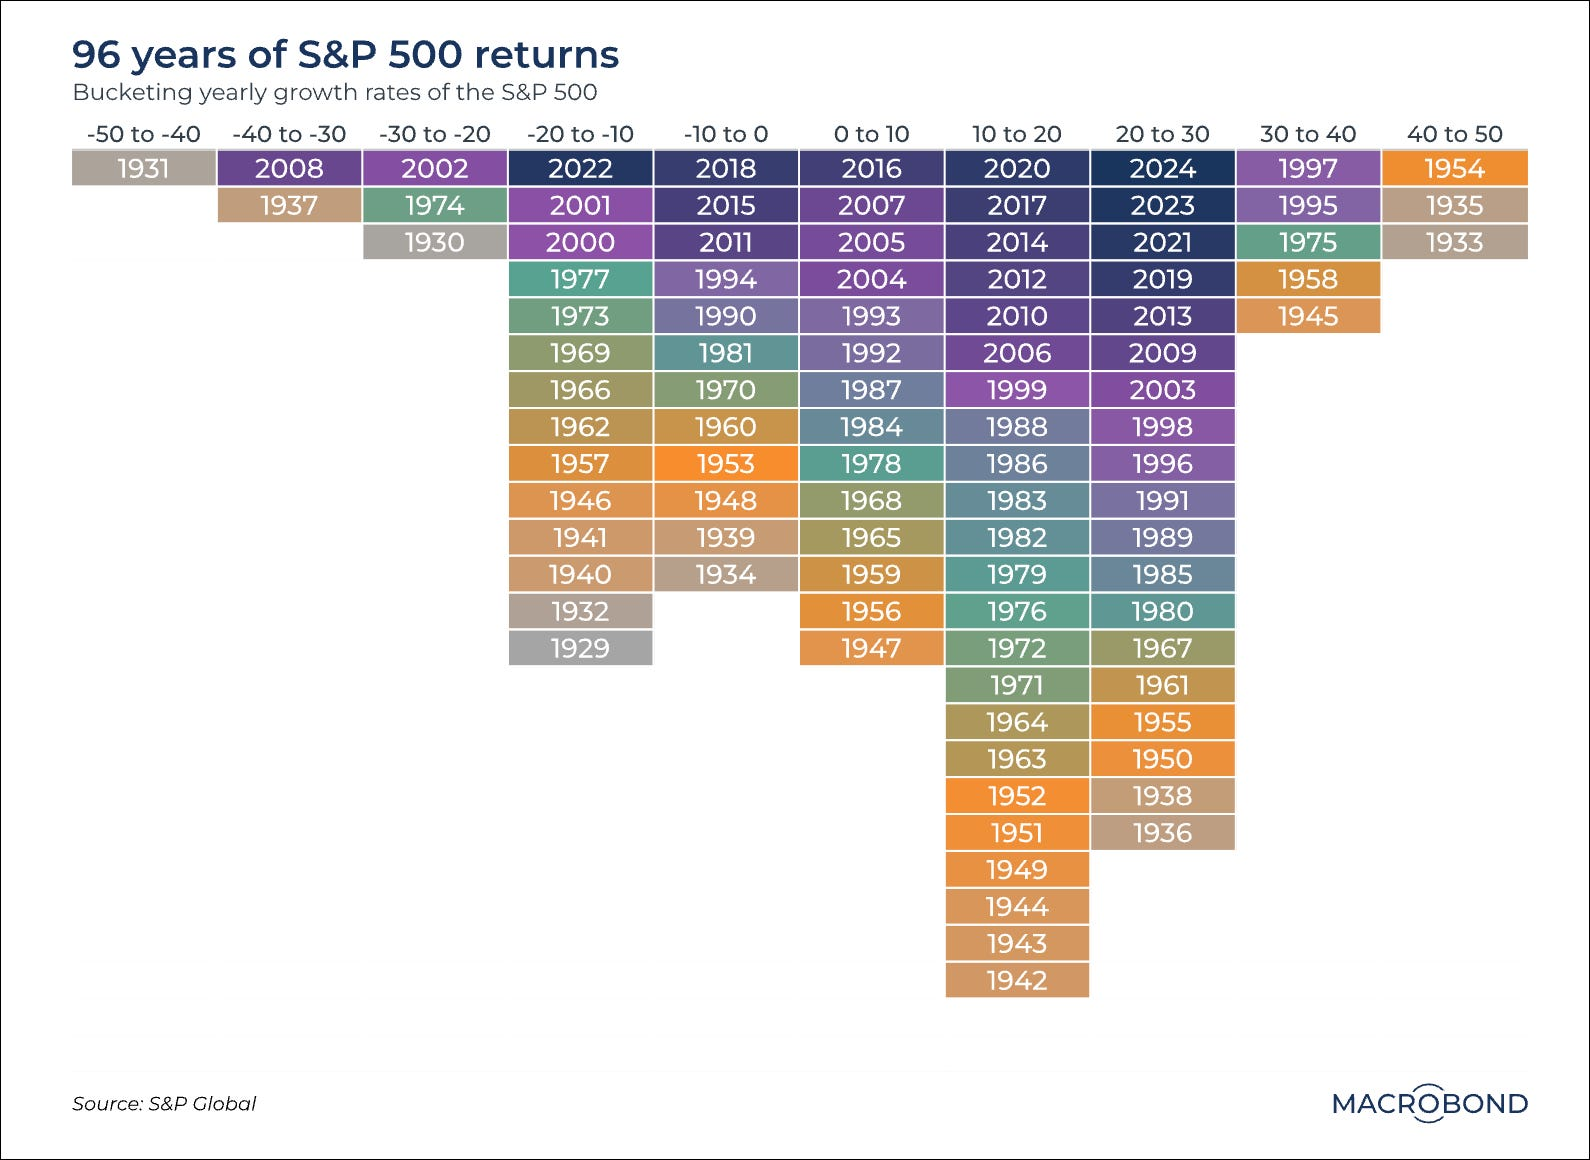 96 years of S&P 500 returns
Bucketing yearly growth rates of the S&P 500
-50 to -40 -40 to -30 -30 to -20 -20 to -10 -10 to 0 0 to 10 10 to 20 20 to 30 30 to 40 40 to 50
1931 2008 2002 2022 2018 2016 2020 2024 1997 1954
1937 1974 2001 2015 2007 2017 2023 1995 1935
1930 2000 2011 2005 2014 2021 1975 1933
1977 1994 2004 2012 2019 1958
1973 1990 1993 2010 2013 1945
1969 1981 1992 2006 2009
1966 1970 1987 1999 2003
1962 1960 1984 1988 1998
1957 1953 1978 1986 1996
1946 1948 1968 1983 1991
1941 1939 1965 1982 1989
1940 1934 1959 1979 1985
1932 1956 1976 1980
1929 1947 1972 1967
1971 1961
1964 1955
1963 1950
1952 1938
1951 1936
1949
1944
1943
1942
Source: S&P Global
MACROBOND